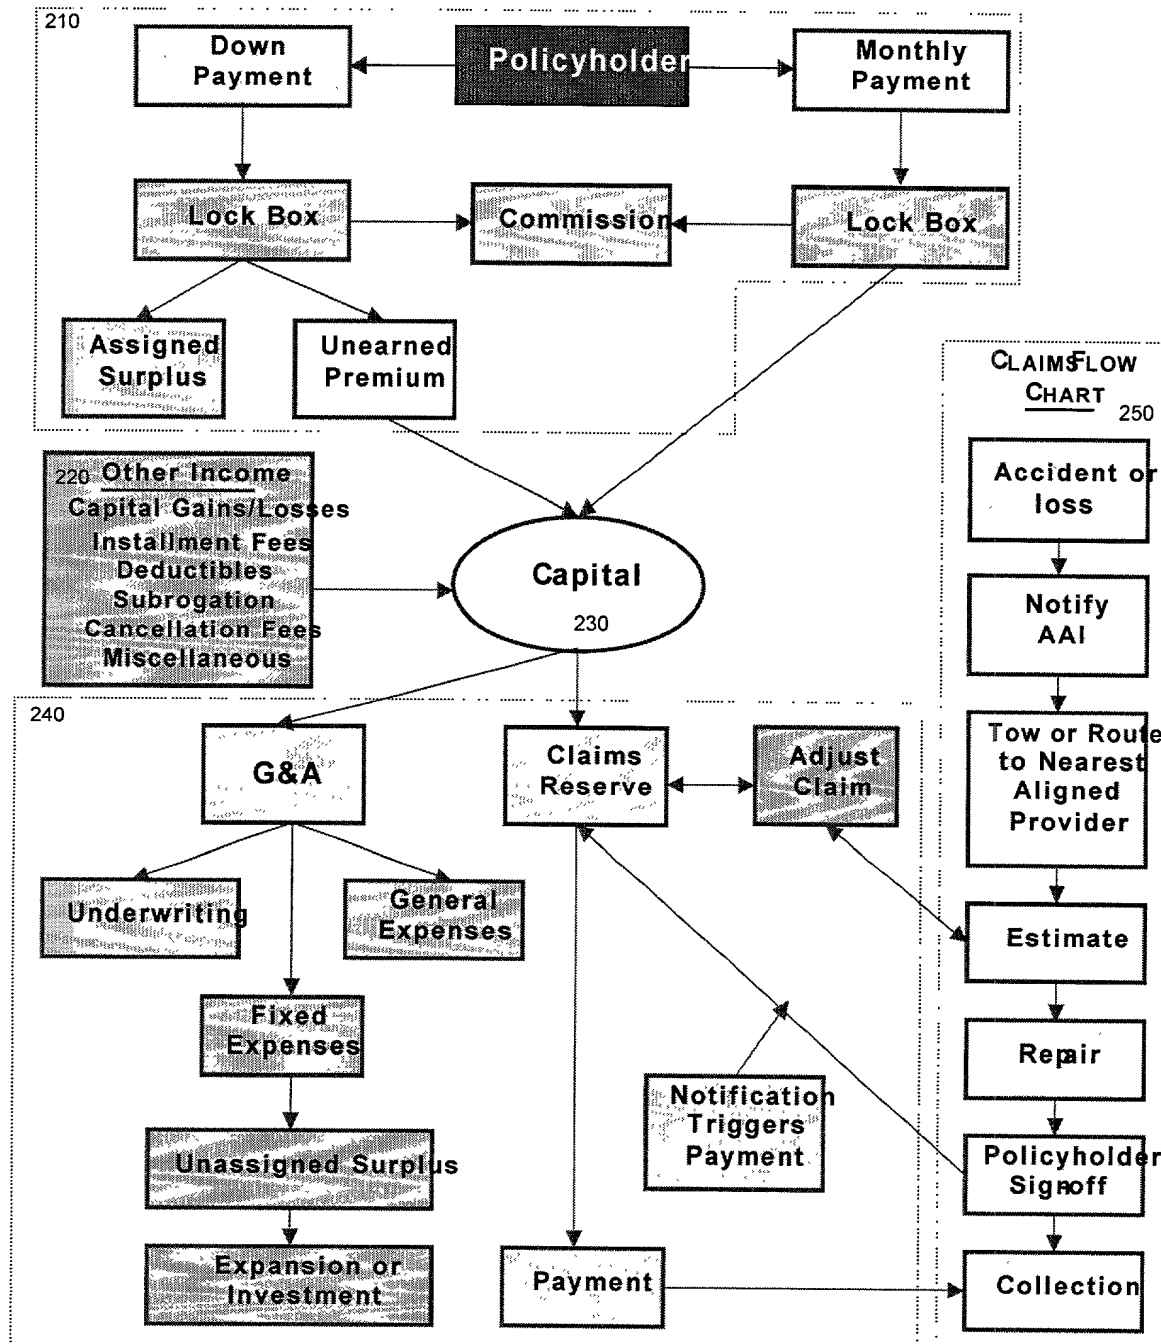 210
Down
Payment
Policyholder
Monthly
Payment
Lock Box
Commission
Lock Box
Assigned
Surplus
Unearned
Premium
220 Other Income
Capital Gains/Losses
Installment Fees
Deductibles
Subrogation
Cancellation Fees
Miscellaneous
Capital
230
240
G&A
Claims
Reserve
Adjust
Claim
Underwriting
General
Expenses
Fixed
Expenses
Notification
Triggers
Payment
Unassigned Surplus
Expansion or
Investment
Payment
CLAIMS FLOW
CHART
250
Accident or
loss
Notify
AAI
Tow or Route
to Nearest
Aligned
Provider
Estimate
Repair
Policyholder
Signoff
Collection